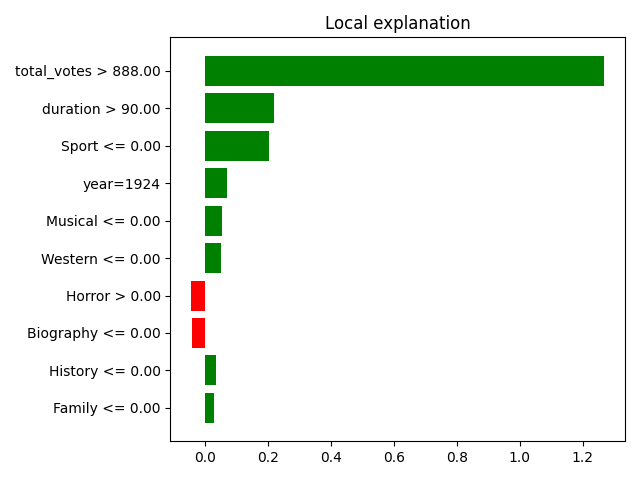 Local explanation
total_votes > 888.00
duration > 90.00
Sport <= 0.00
year=1924
Musical <= 0.00
Western <= 0.00
Horror > 0.00
Biography <= 0.00
History <= 0.00
Family <= 0.00
0.0 0.2 0.4 0.6 0.8 1.0 1.2